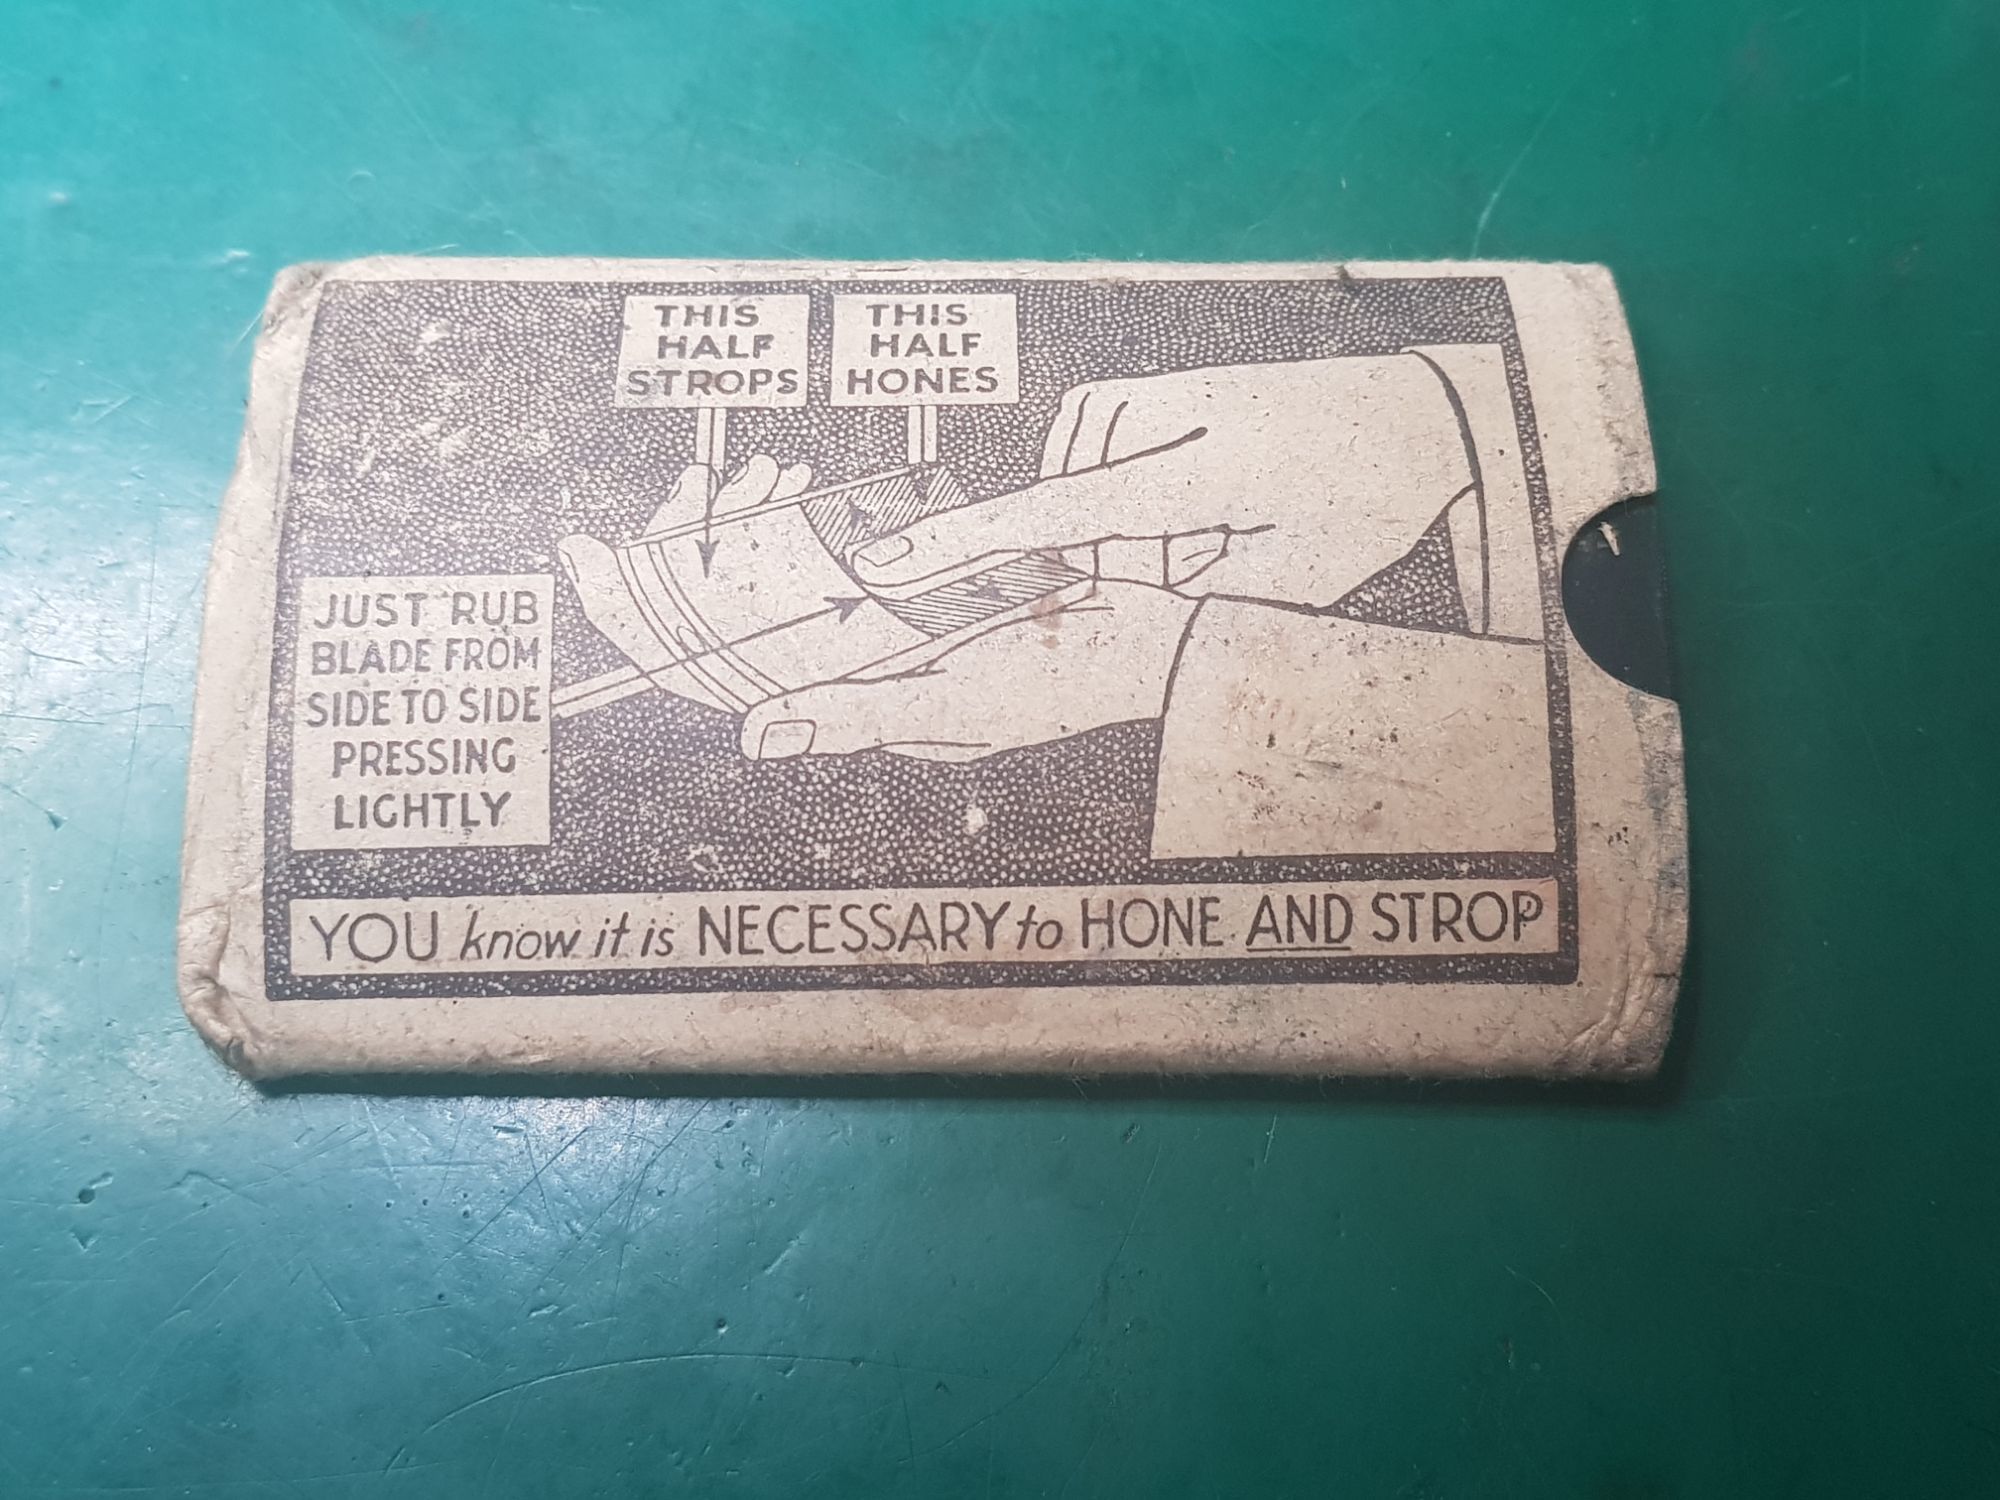 THIS
HALF
STROPS
THIS
HALF
HONES
JUST RUB
BLADE FROM
SIDE TO SIDE
PRESSING
LIGHTLY
YOU know it is NECESSARY to HONE AND STROP